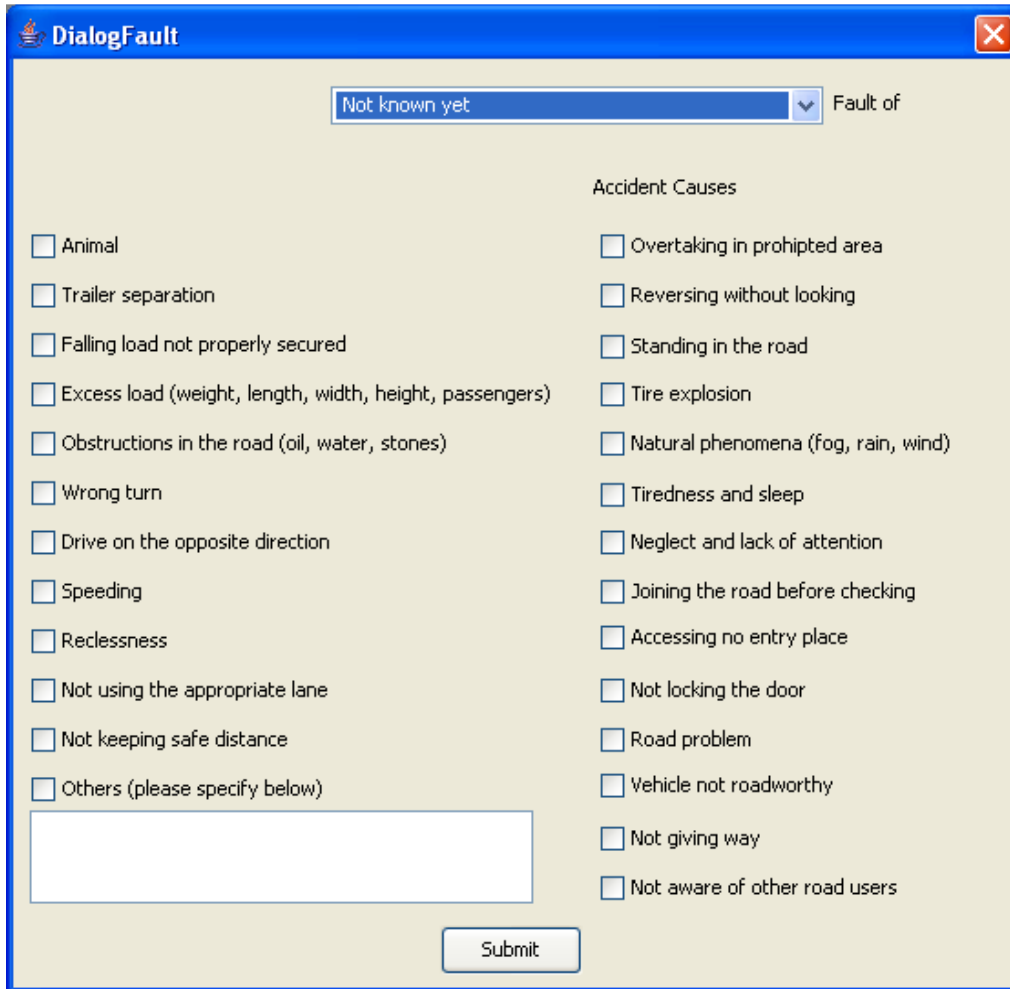 DialogFault
Not known yet
Fault of
Accident Causes
Animal
Trailer separation
Falling load not properly secured
Excess load (weight, length, width, height, passengers)
Obstructions in the road (oil, water, stones)
Wrong turn
Drive on the opposite direction
Speeding
Reclessness
Not using the appropriate lane
Not keeping safe distance
Others (please specify below)
Overtaking in prohipted area
Reversing without looking
Standing in the road
Tire explosion
Natural phenomena (fog, rain, wind)
Tiredness and sleep
Neglect and lack of attention
Joining the road before checking
Accessing no entry place
Not locking the door
Road problem
Vehicle not roadworthy
Not giving way
Not aware of other road users
Submit